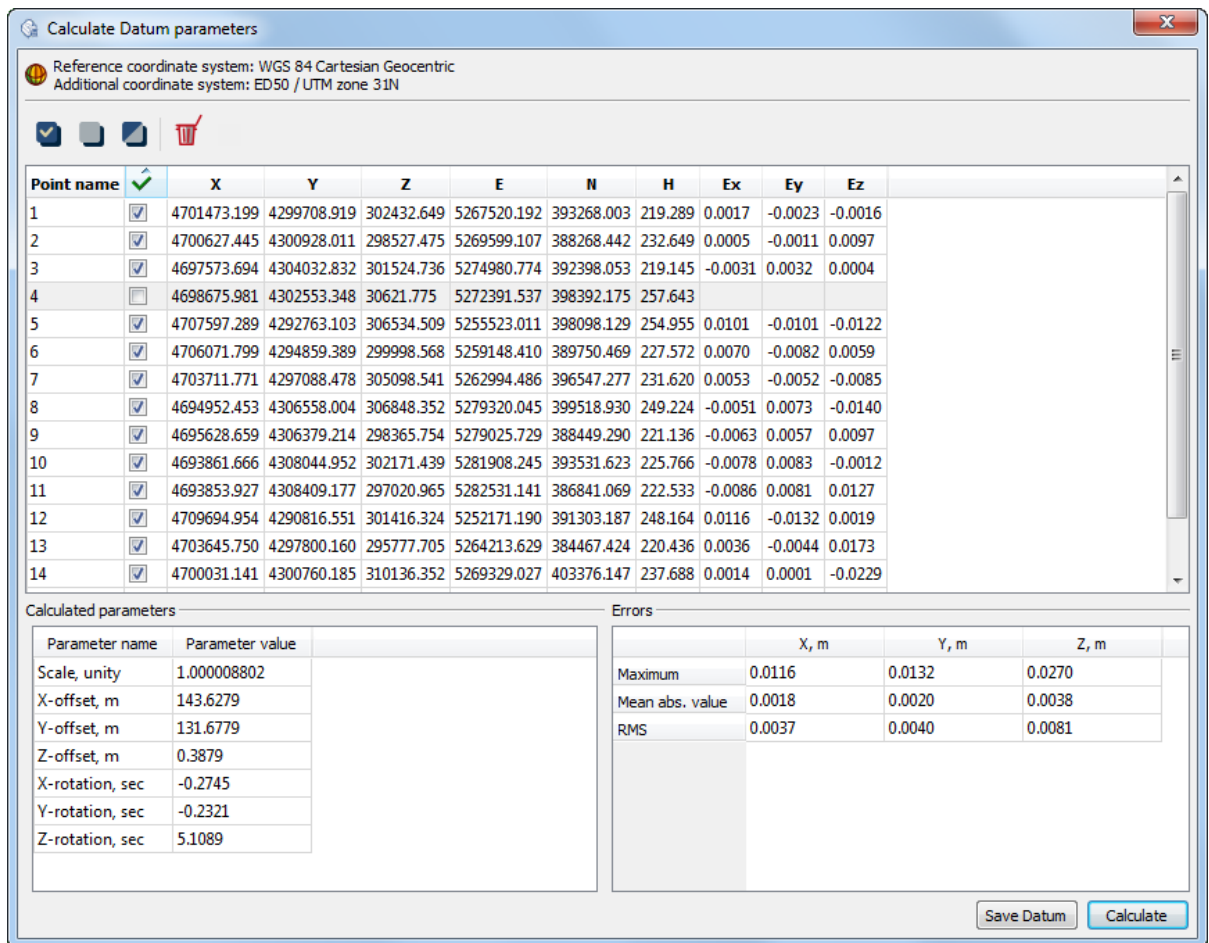 Calculate Datum parameters
Reference coordinate system: WGS 84 Cartesian Geocentric
Additional coordinate system: ED50 / UTM zone 31N
Point name X Y Z E N H Ex Ey Ez
1 4701473.199 4299708.919 302432.649 5267520.192 393268.003 219.289 0.0017 -0.0023 -0.0016
2 4700627.445 4300928.011 298527.475 5269599.107 388268.442 232.649 0.0005 -0.0011 0.0097
3 4697573.694 4304032.832 301524.736 5274980.774 392398.053 219.145 -0.0031 0.0032 0.0004
4 4698675.981 4302553.348 30621.775 5272391.537 398392.175 257.643
5 4707597.289 4292763.103 306534.509 5255523.011 398098.129 254.955 0.0101 -0.0101 -0.0122
6 4706071.799 4294859.389 299998.568 5259148.410 389750.469 227.572 0.0070 -0.0082 0.0059
7 4703711.771 4297088.478 305098.541 5262994.486 396547.277 231.620 0.0053 -0.0052 -0.0085
8 4694952.453 4306558.004 306848.352 5279320.045 399518.930 249.224 -0.0051 0.0073 -0.0140
9 4695628.659 4306379.214 298365.754 5279025.729 388449.290 221.136 -0.0063 0.0057 0.0097
10 4693861.666 4308044.952 302171.439 5281908.245 393531.623 225.766 -0.0078 0.0083 -0.0012
11 4693853.927 4308409.177 297020.965 5282531.141 386841.069 222.533 -0.0086 0.0081 0.0127
12 4709694.954 4290816.551 301416.324 5252171.190 391303.187 248.164 0.0116 -0.0132 0.0019
13 4703645.750 4297800.160 295777.705 5264213.629 384467.424 220.436 0.0036 -0.0044 0.0173
14 4700031.141 4300760.185 310136.352 5269329.027 403376.147 237.688 0.0014 0.0001 -0.0229
Calculated parameters
Parameter name Parameter value
Scale, unity 1.000008802
X-offset, m 143.6279
Y-offset, m 131.6779
Z-offset, m 0.3879
X-rotation, sec -0.2745
Y-rotation, sec -0.2321
Z-rotation, sec 5.1089
Errors
X, m Y, m Z, m
Maximum 0.0116 0.0132 0.0270
Mean abs. value 0.0018 0.0020 0.0038
RMS 0.0037 0.0040 0.0081
Save Datum Calculate